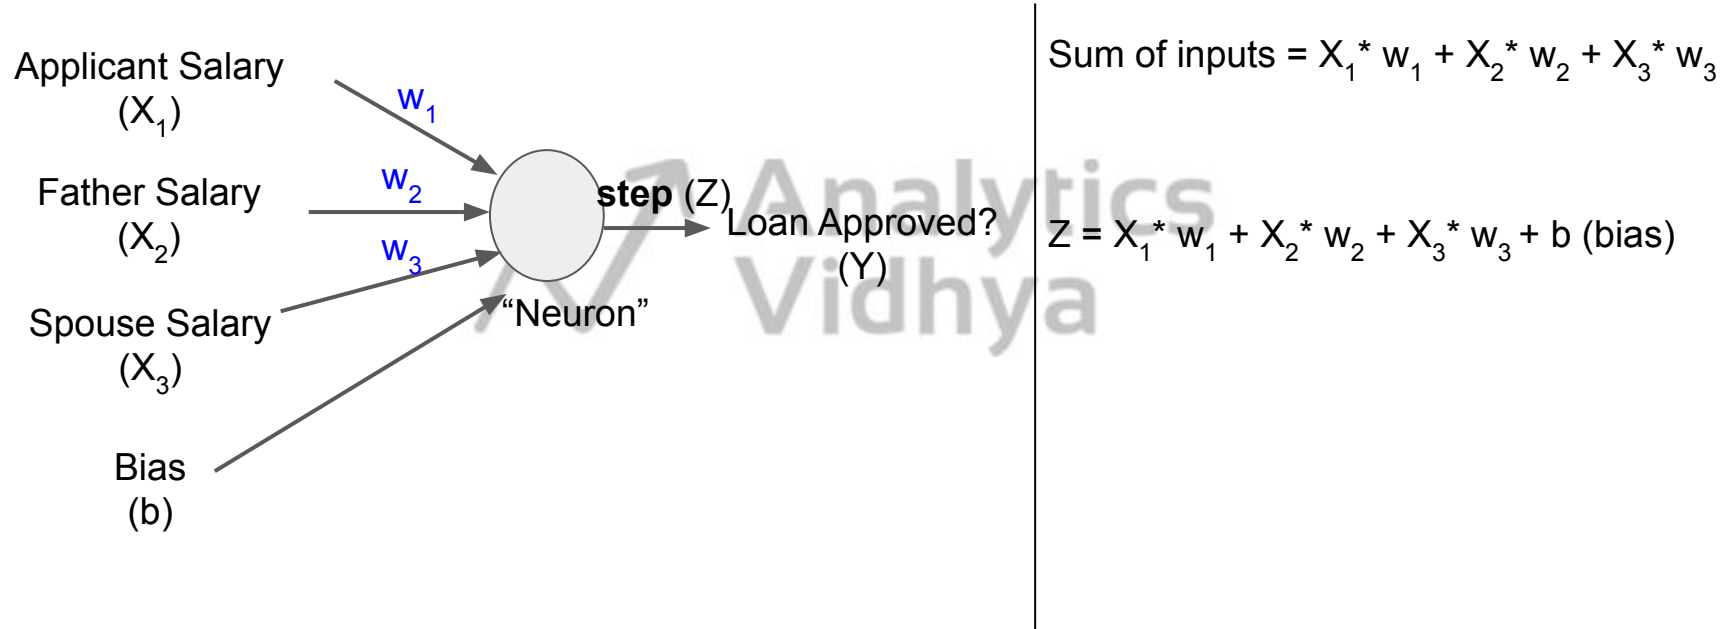 Applicant Salary
(X₁)
w₁
Father Salary
(X₂)
w₂
Spouse Salary
(X₃)
w₃
Bias
(b)
“Neuron”
step (Z)
Loan Approved?
(Y)
Analytics
Vidhya
Sum of inputs = X₁* w₁ + X₂* w₂ + X₃* w₃
Z = X₁* w₁ + X₂* w₂ + X₃* w₃ + b (bias)